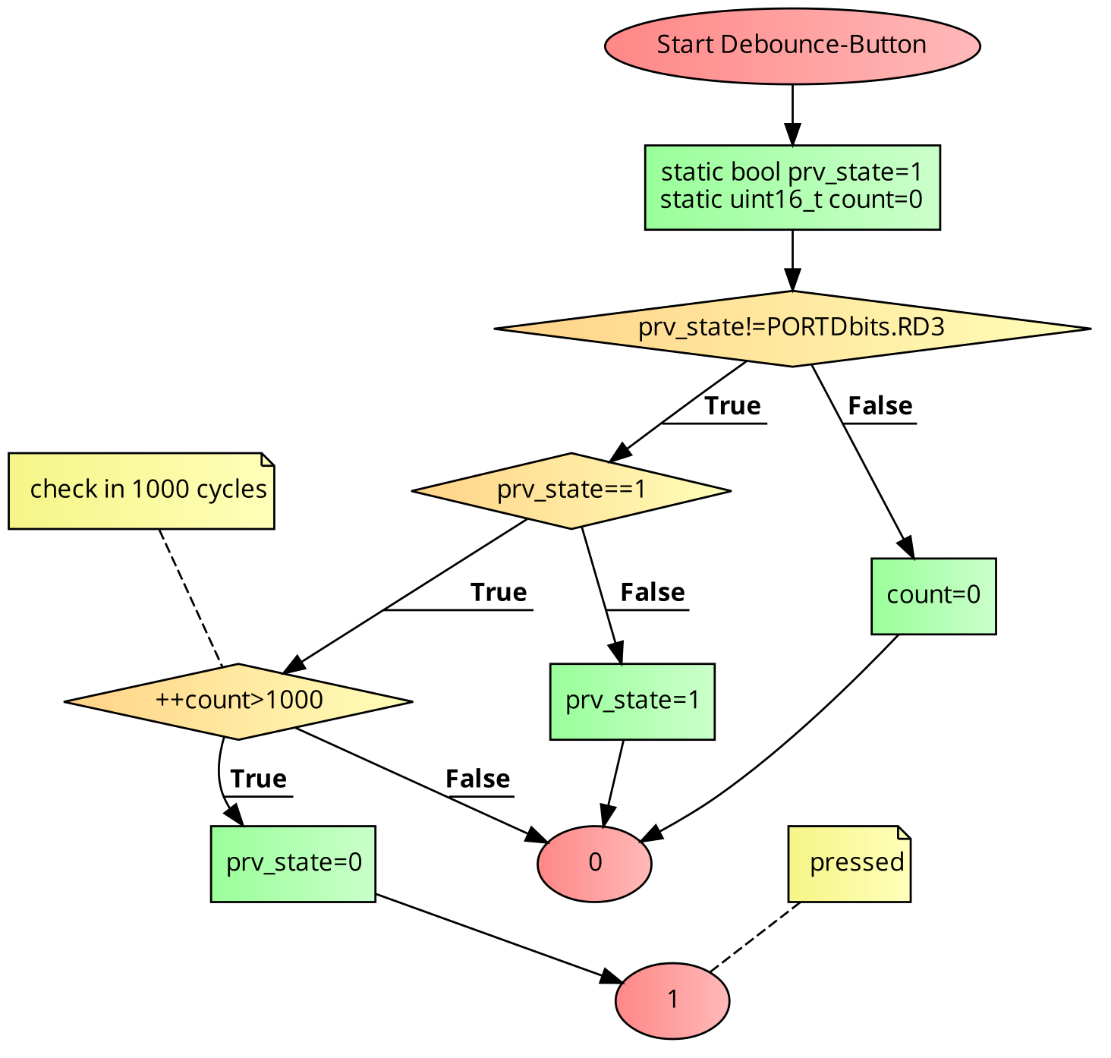 Start Debounce-Button
static bool prv_state=1
static uint16_t count=0
prv_state!=PORTDbits.RD3
True
False
check in 1000 cycles
prv_state==1
True
False
count=0
++count>1000
prv_state=1
True
False
prv_state=0
0
pressed
1